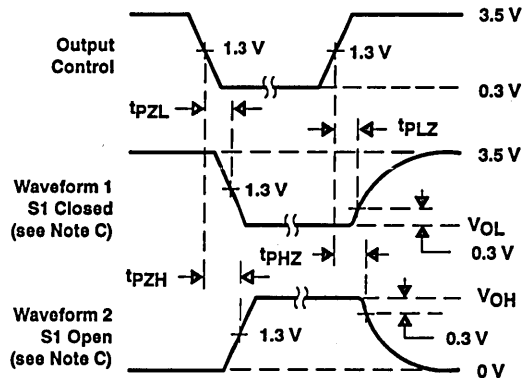 3.5 V
Output
Control
1.3 V
1.3 V
0.3 V
tPZL
tPLZ
3.5 V
Waveform 1
S1 Closed
(see Note C)
1.3 V
VOL
0.3 V
tPHZ
tPZH
VOH
Waveform 2
S1 Open
(see Note C)
1.3 V
0.3 V
0 V